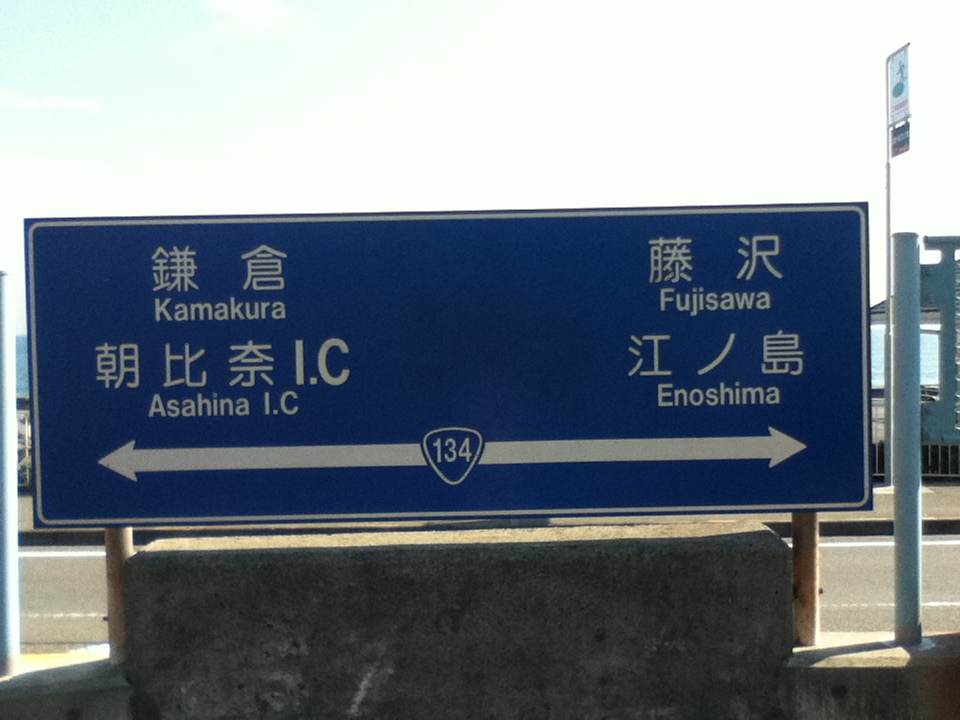 鎌倉
Kamakura
朝比奈I.C
Asahina I.C
藤沢
Fujisawa
江ノ島
Enoshima
134